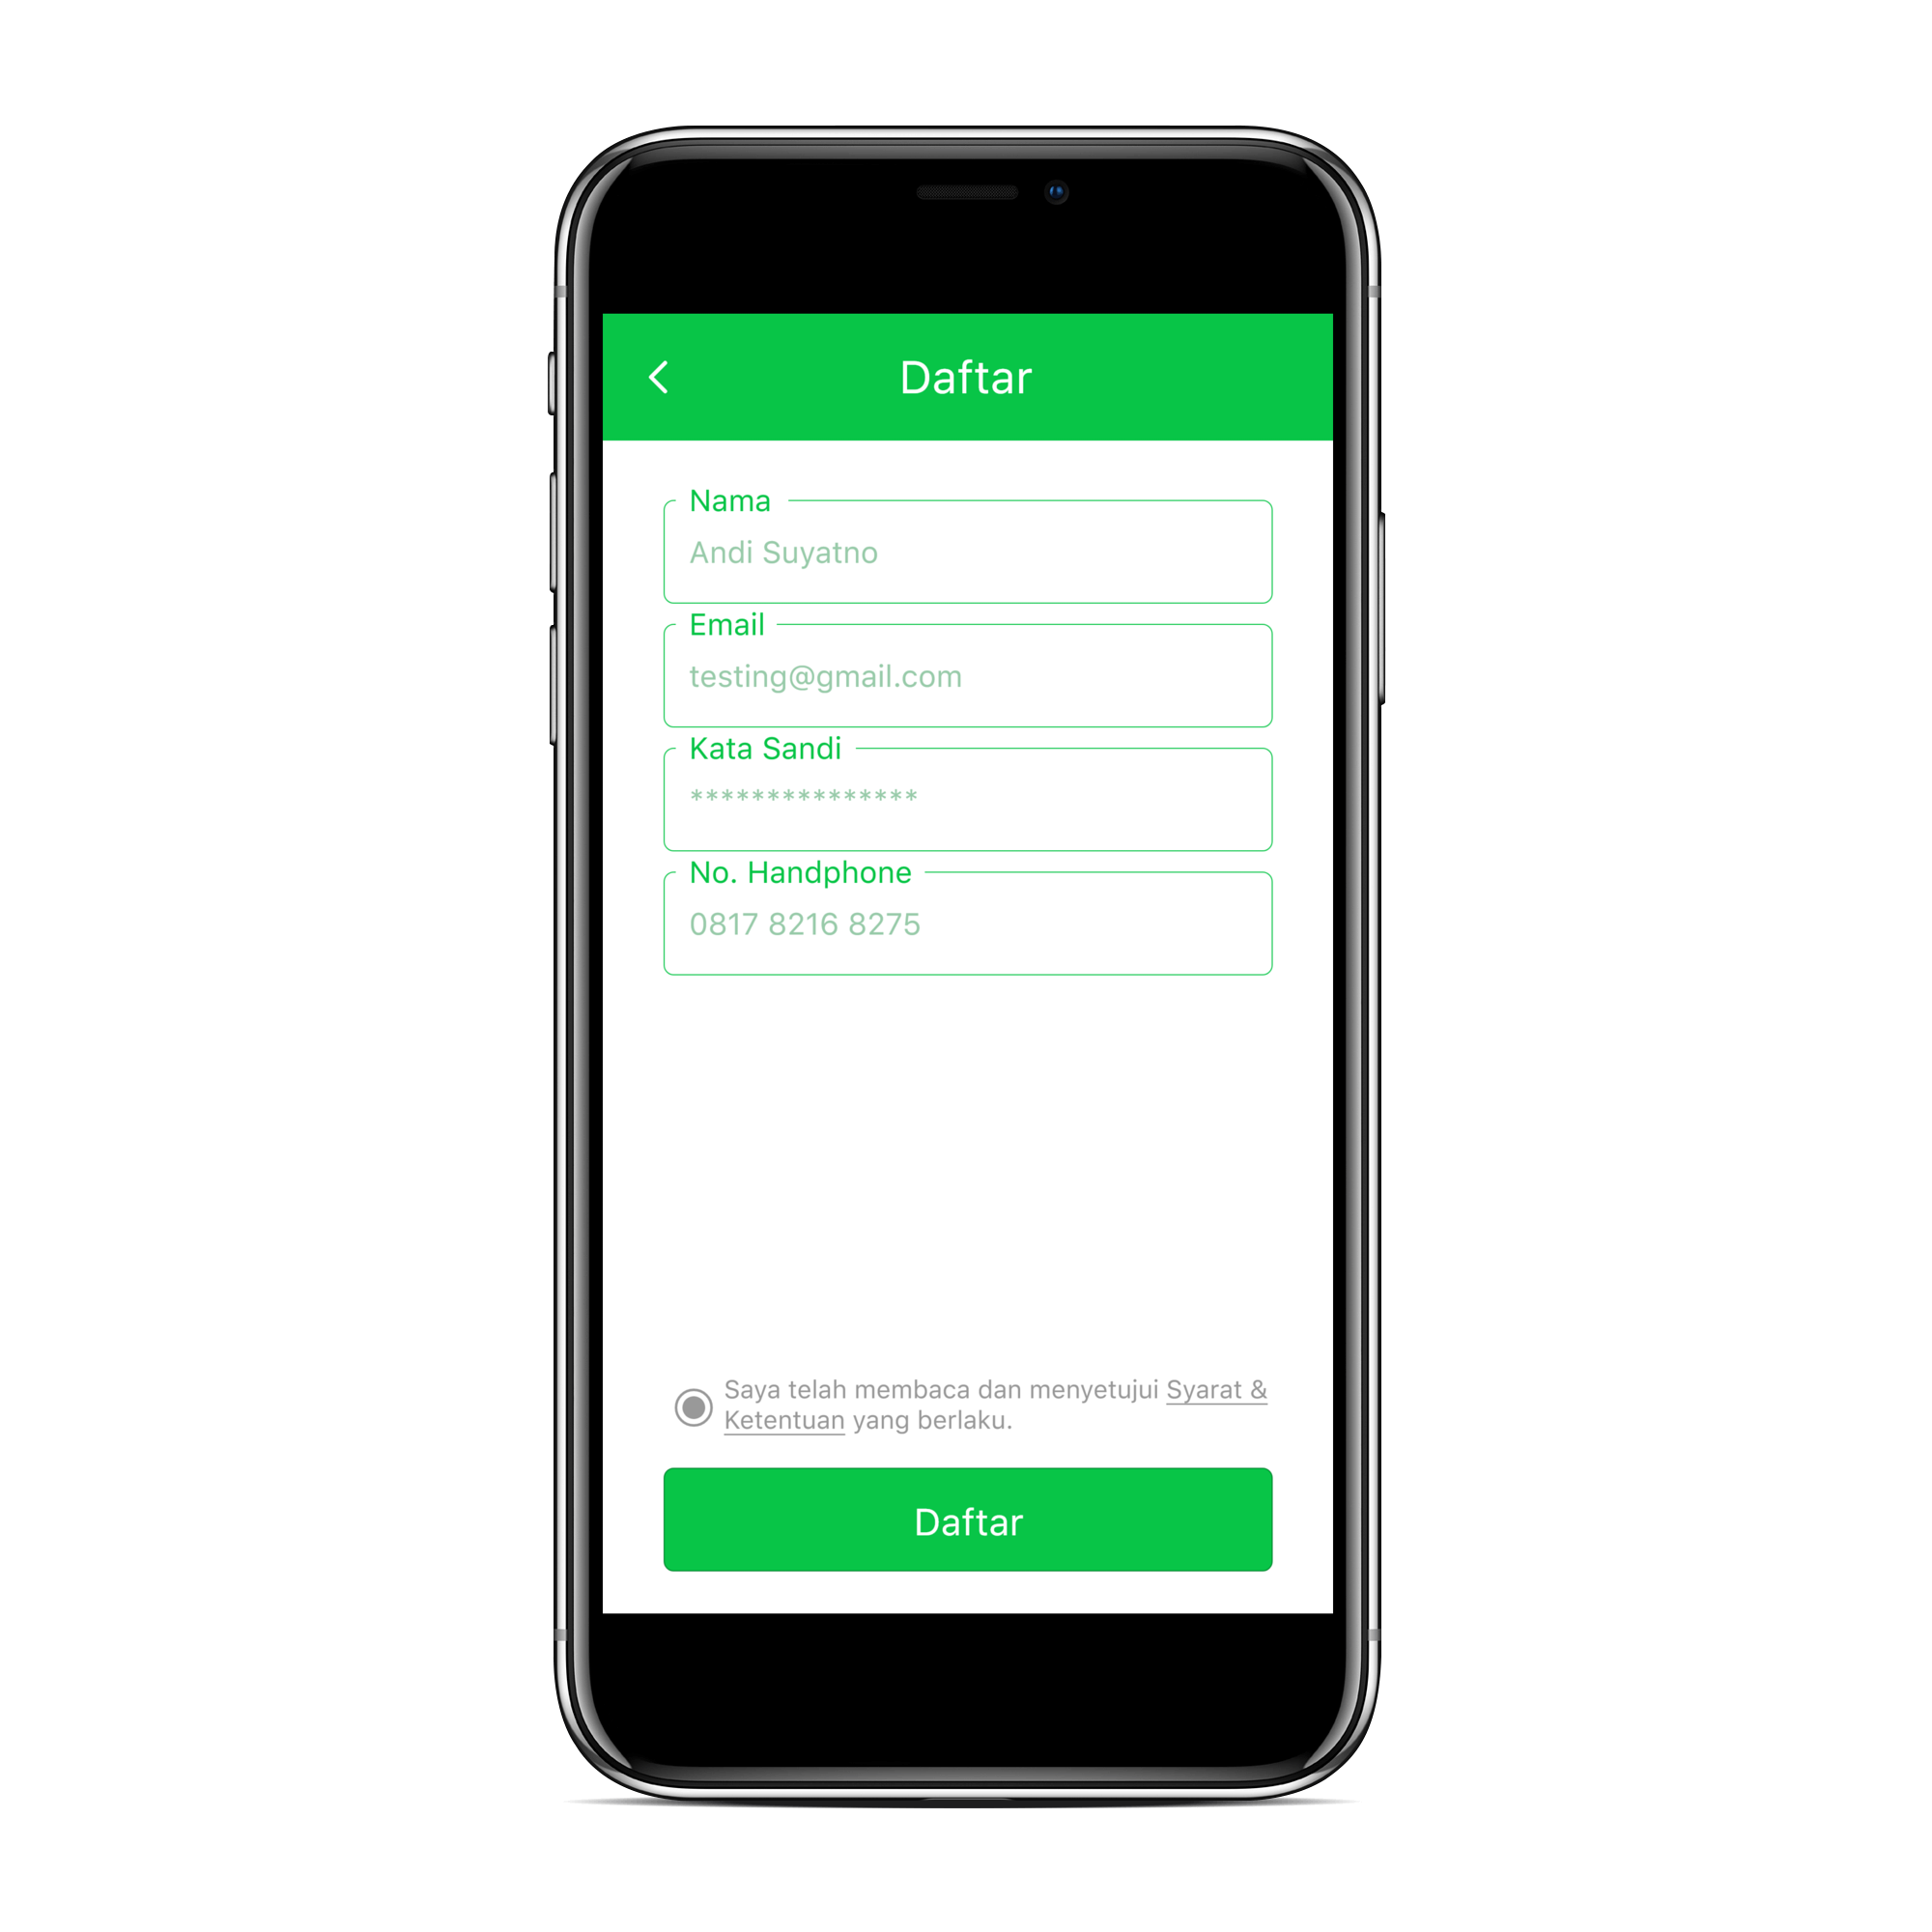 Daftar
Nama
Andi Suyatno
Email
testing@gmail.com
Kata Sandi
***************
No. Handphone
0817 8216 8275
Saya telah membaca dan menyetujui Syarat &
Ketentuan yang berlaku.
Daftar